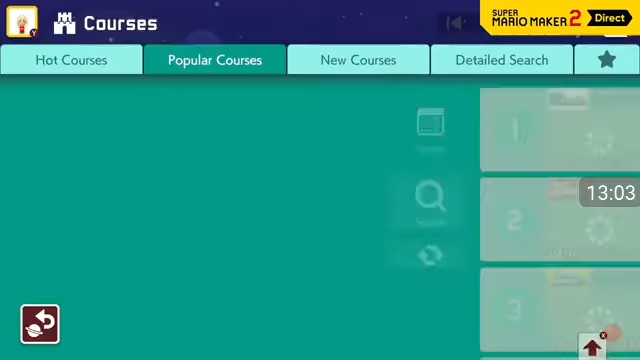 Courses
SUPER
MARIO MAKER 2 Direct
Y
Hot Courses
Popular Courses
New Courses
Detailed Search
1
13:03
2
3
X